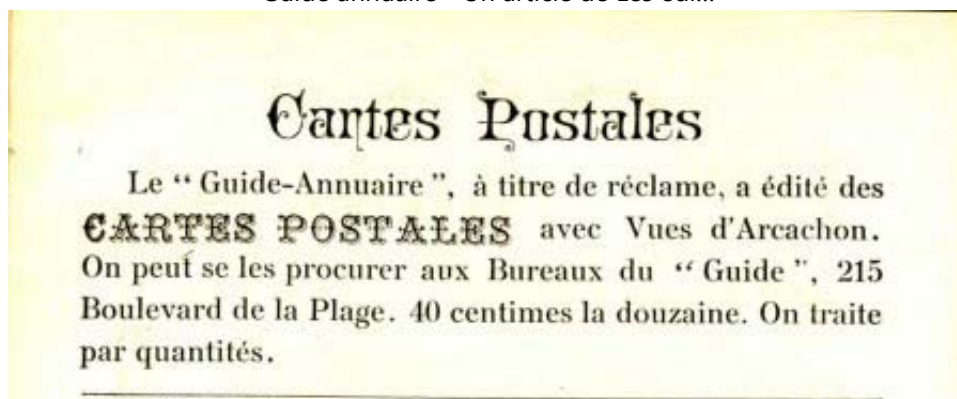 Cartes Postales
Le “ Guide-Annuaire ”, à titre de réclame, a édité des
CARTES POSTALES avec Vues d'Arcachon.
On peut se les procurer aux Bureaux du “ Guide ”, 215
Boulevard de la Plage. 40 centimes la douzaine. On traite
par quantités.